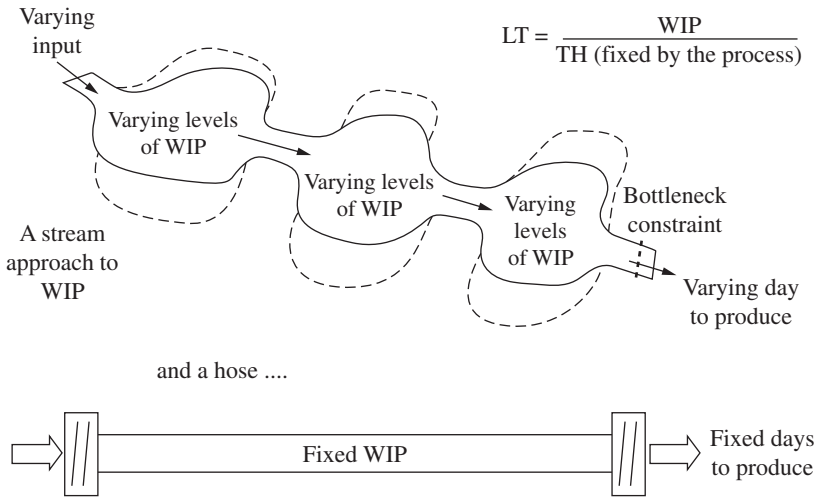 Varying
input
LT = WIP
TH (fixed by the process)
Varying levels
of WIP
Varying levels
of WIP
Varying
levels
of WIP
Bottleneck
constraint
A stream
approach to
WIP
Varying day
to produce
and a hose ....
Fixed WIP
Fixed days
to produce